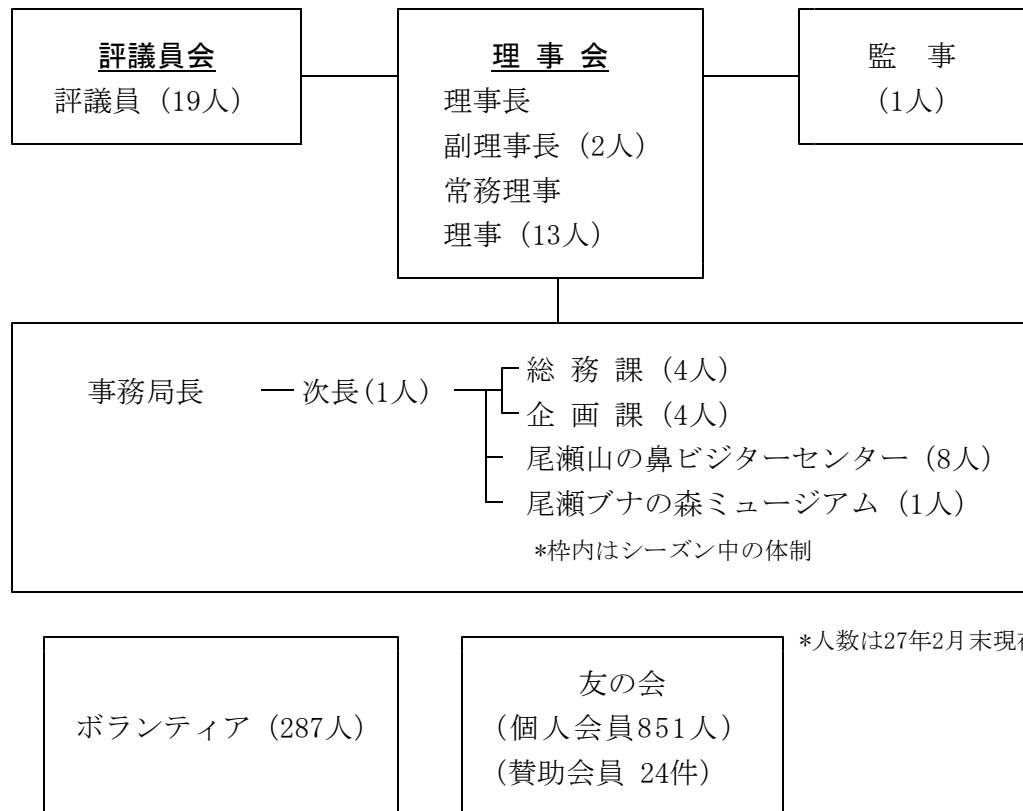 評議員会
評議員（19人）
理 事 会
理事長
副理事長（2人）
常務理事
理事（13人）
監　事
（1人）
事務局長
次長(1人)
総 務 課（4人）
企 画 課（4人）
尾瀬山の鼻ビジターセンター（8人）
尾瀬ブナの森ミュージアム（1人）
*枠内はシーズン中の体制
*人数は27年2月末現在
ボランティア（287人）
友の会
（個人会員851人）
（賛助会員 24件）